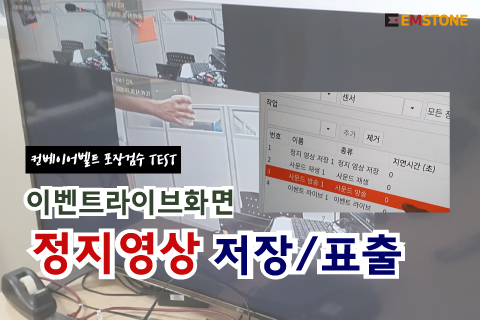 EMSTONE
작업
센서
모든 장
추가 제거
번호 이름 종류 지연시간 (초)
1 정지 영상 저장 1 정지 영상 저장 0
2 사운드 재생 1 사운드 재생 0
3 사운드 방송 1 사운드 방송 0
4 이벤트 라이브 1 이벤트 라이브 0
컨베이어벨트 포장검수 TEST
이벤트라이브화면
정지영상 저장/표출